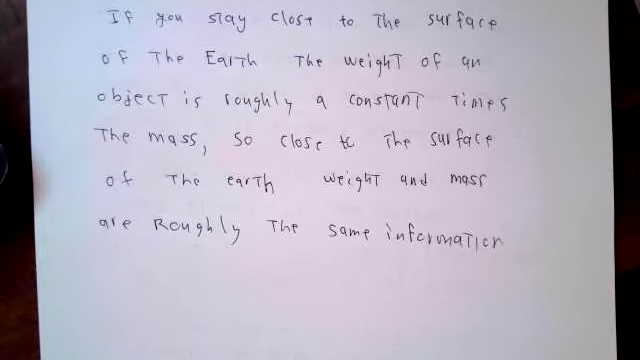 If you stay close to the surface
of the Earth the weight of an
object is roughly a constant times
the mass, so close to the surface
of the earth weight and mass
are Roughly the same information